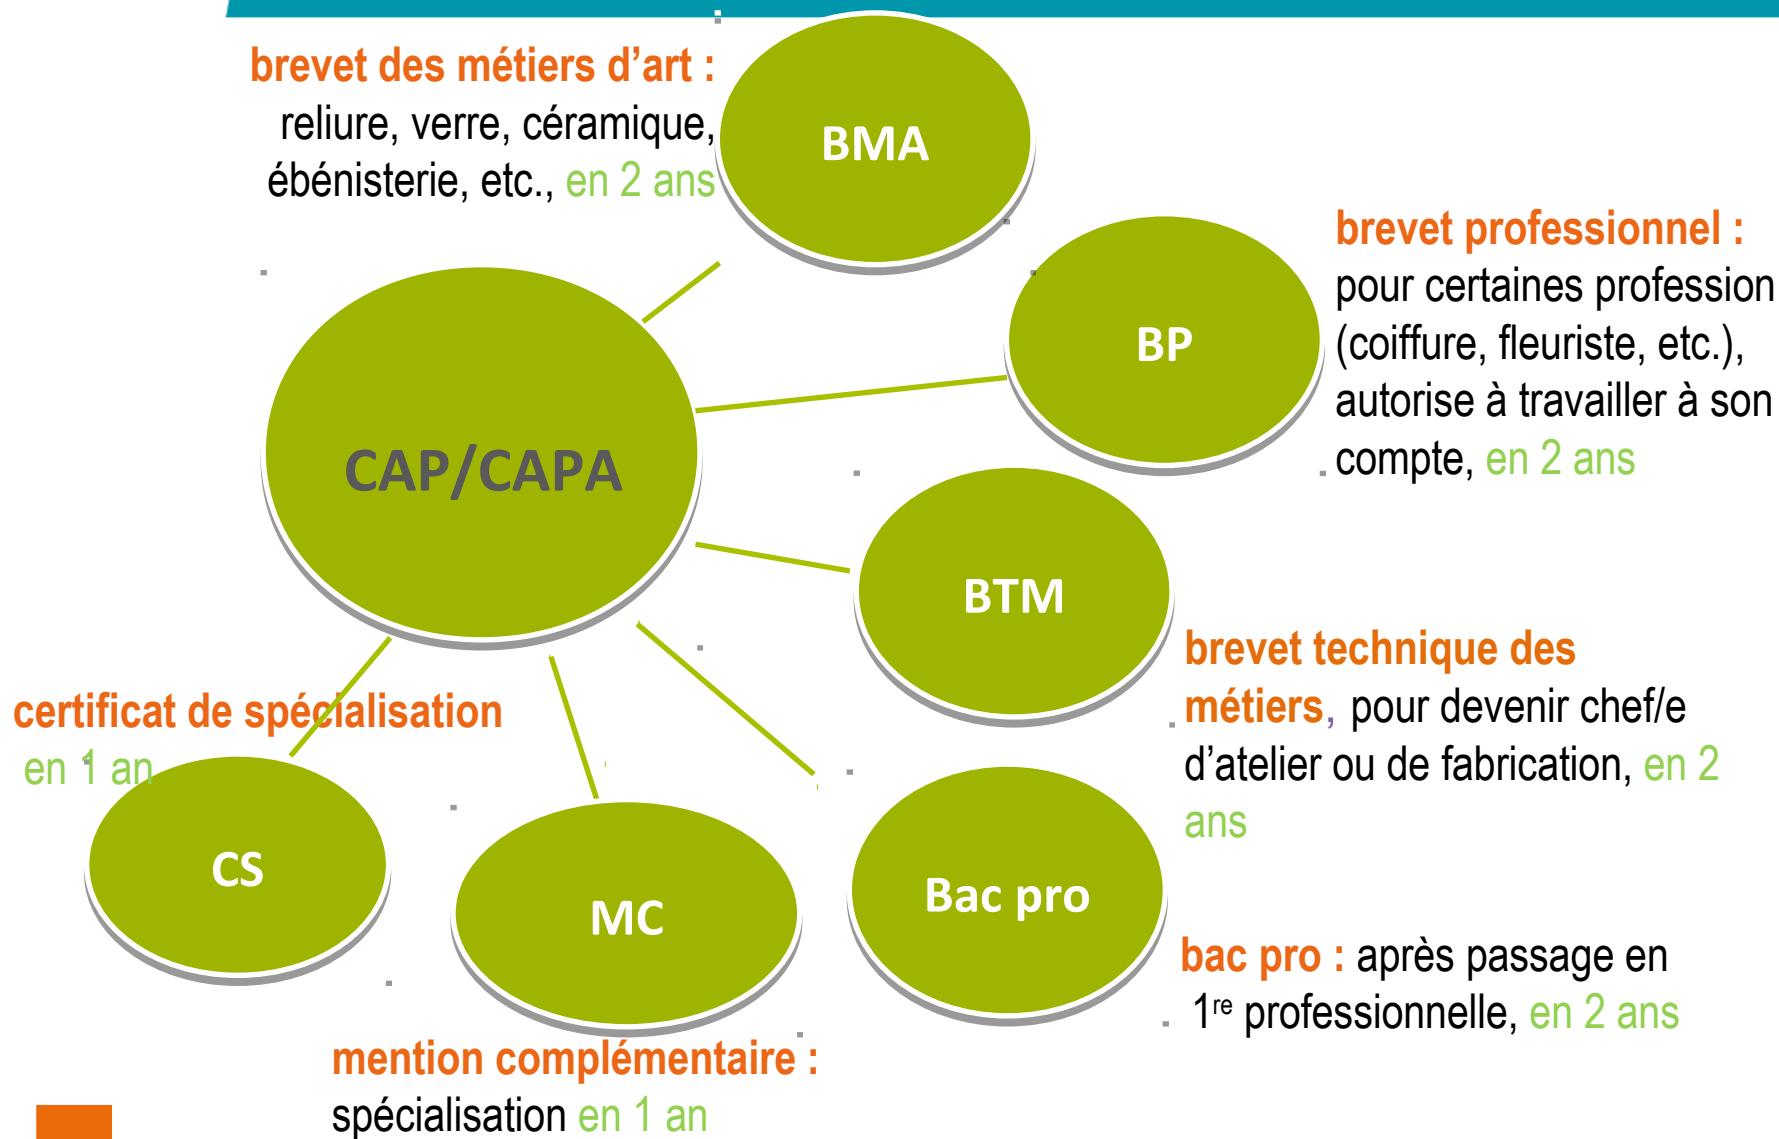 brevet des métiers d’art :
reliure, verre, céramique,
ébénisterie, etc., en 2 ans
BMA
brevet professionnel :
pour certaines profession
(coiffure, fleuriste, etc.),
autorise à travailler à son
compte, en 2 ans
BP
CAP/CAPA
BTM
brevet technique des
métiers, pour devenir chef/e
d’atelier ou de fabrication, en 2
ans
certificat de spécialisation
en 1 an
CS
MC
Bac pro
bac pro : après passage en
1re professionnelle, en 2 ans
mention complémentaire :
spécialisation en 1 an